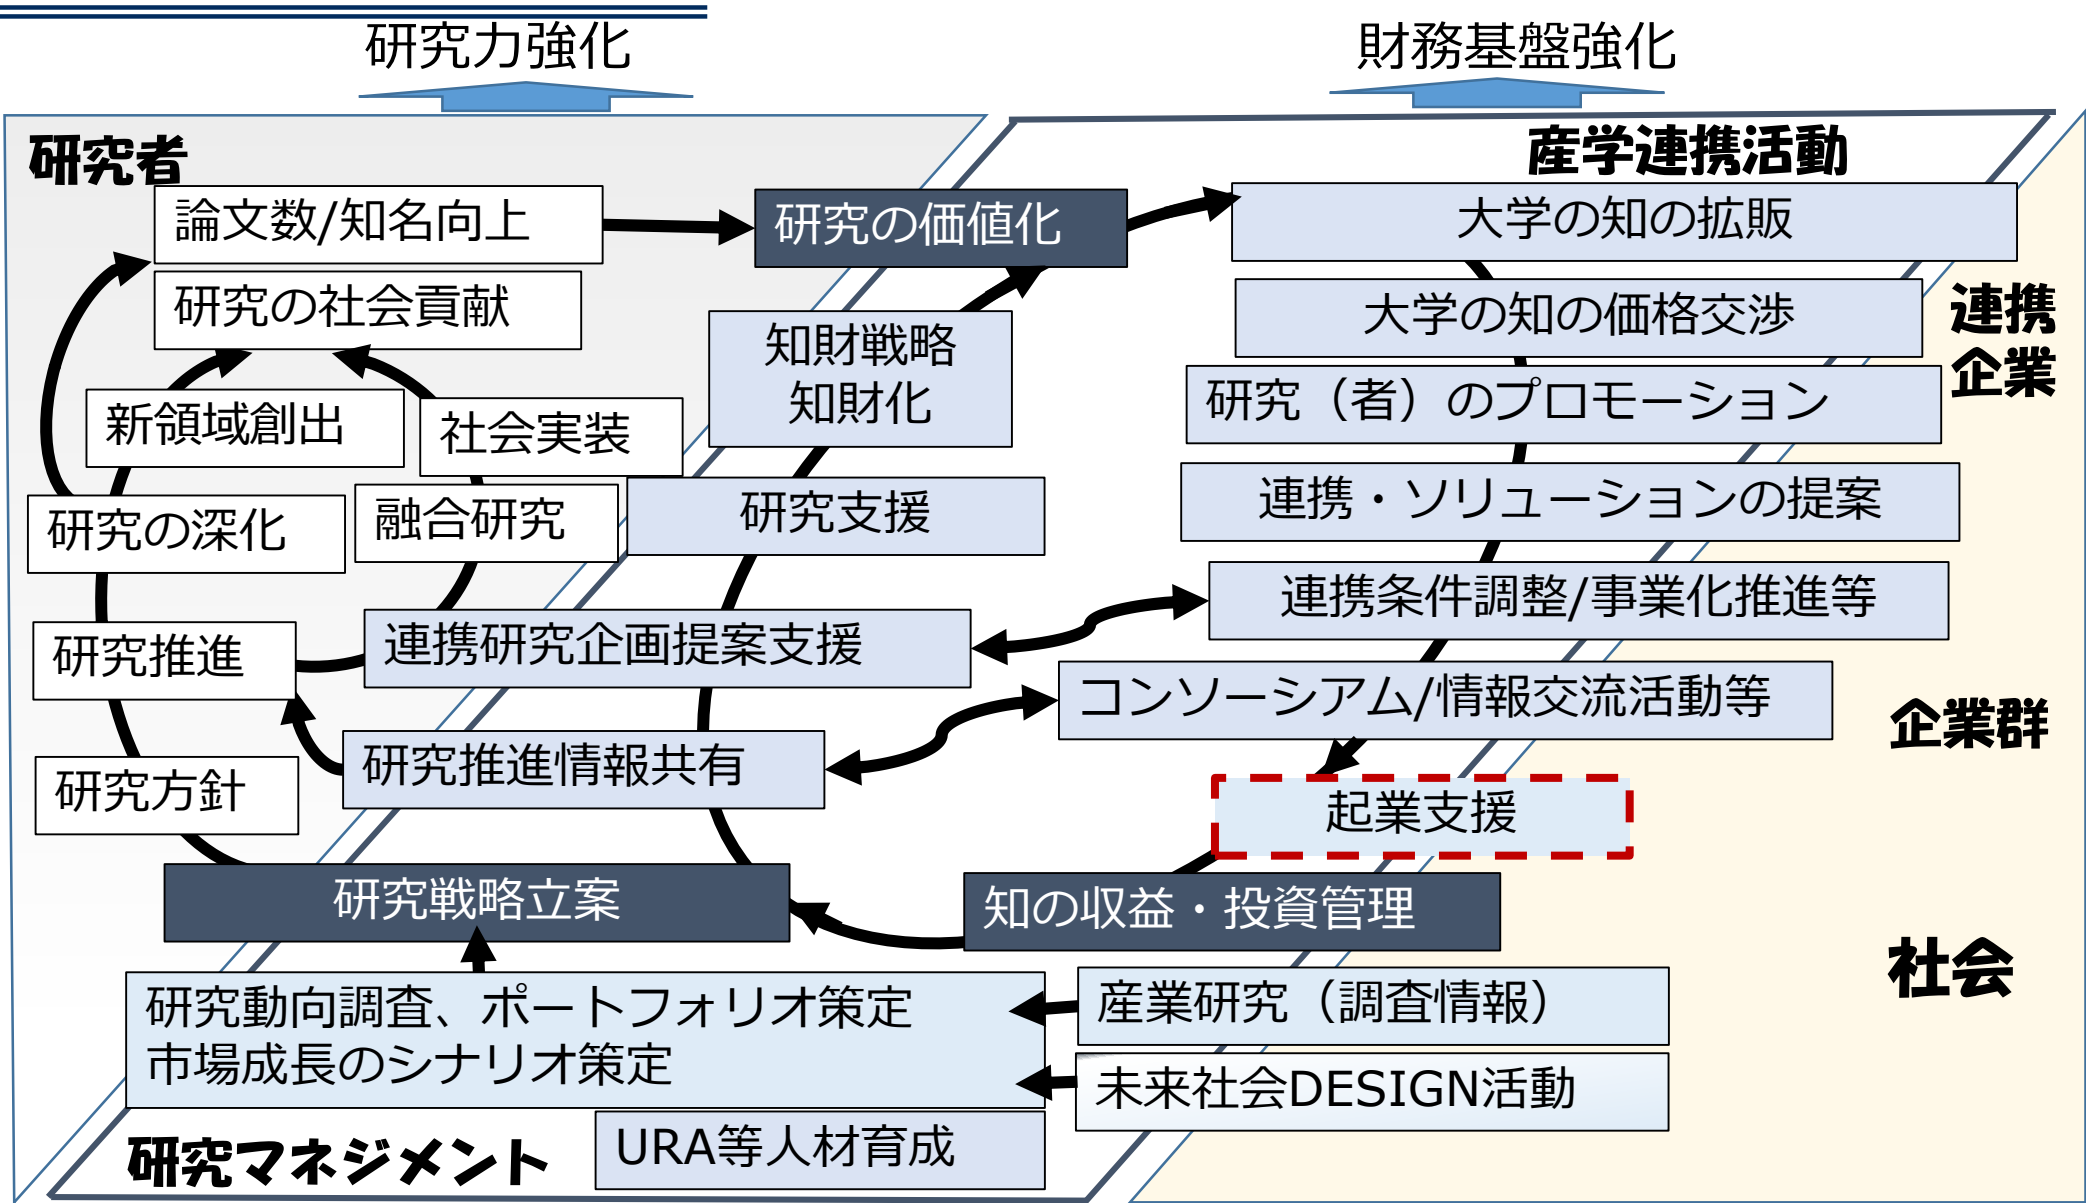 研究力強化
財務基盤強化
研究者
産学連携活動
論文数/知名向上
研究の価値化
大学の知の拡販
研究の社会貢献
大学の知の価格交渉
連携
企業
知財戦略
知財化
新領域創出
社会実装
研究（者）のプロモーション
研究の深化
融合研究
研究支援
連携・ソリューションの提案
連携条件調整/事業化推進等
研究推進
連携研究企画提案支援
コンソーシアム/情報交流活動等
企業群
研究方針
研究推進情報共有
起業支援
研究戦略立案
知の収益・投資管理
社会
研究動向調査、ポートフォリオ策定
市場成長のシナリオ策定
産業研究（調査情報）
未来社会DESIGN活動
研究マネジメント
URA等人材育成